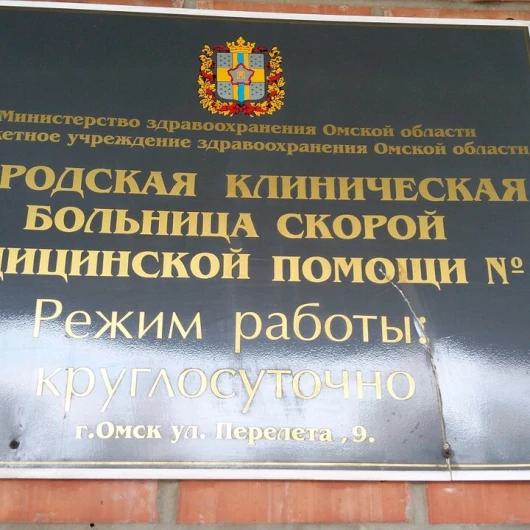 Министерство здравоохранения Омской области
кетное учреждение здравоохранения Омской области
РОДСКАЯ КЛИНИЧЕСКАЯ
БОЛЬНИЦА СКОРОЙ
ДИЦИНСКОЙ ПОМОЩИ №
Режим работы:
круглосуточно
г.Омск ул. Перелета , 9.